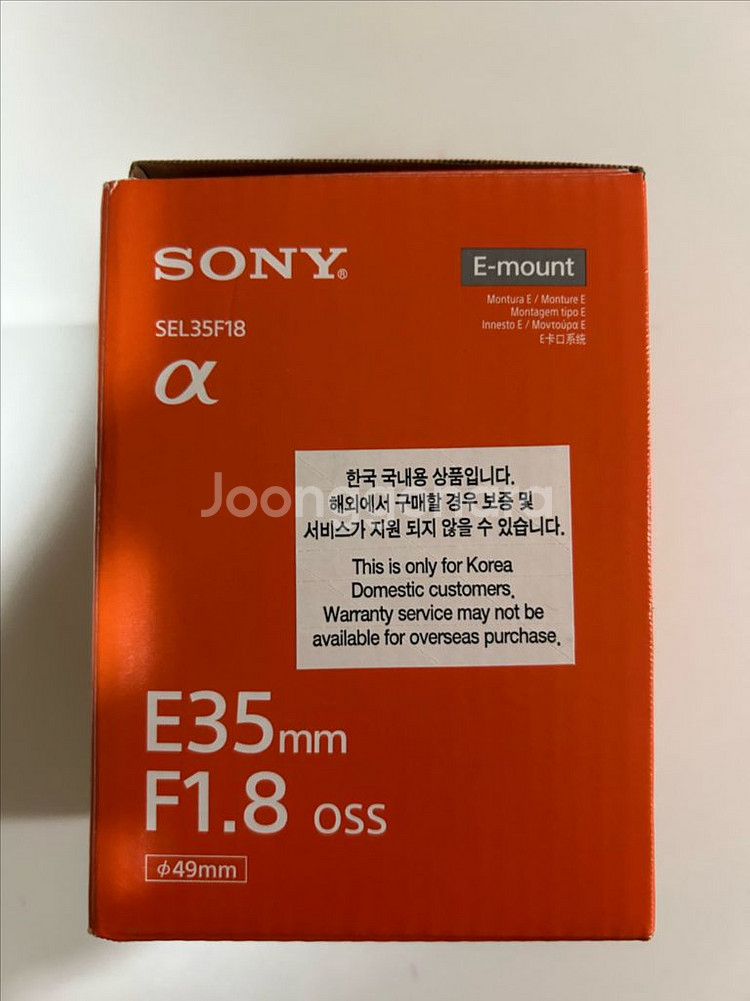 SONY®
E-mount
Montura E / Monture E
Montagem tipo E
Innesto E / Μοντούρα E
E卡口系统
SEL35F18
α
한국 국내용 상품입니다.
해외에서 구매할 경우 보증 및
서비스가 지원 되지 않을 수 있습니다.
Joonggonara
This is only for Korea
Domestic customers.
Warranty service may not be
available for overseas purchase.
E35mm
F1.8 OSS
ϕ49mm